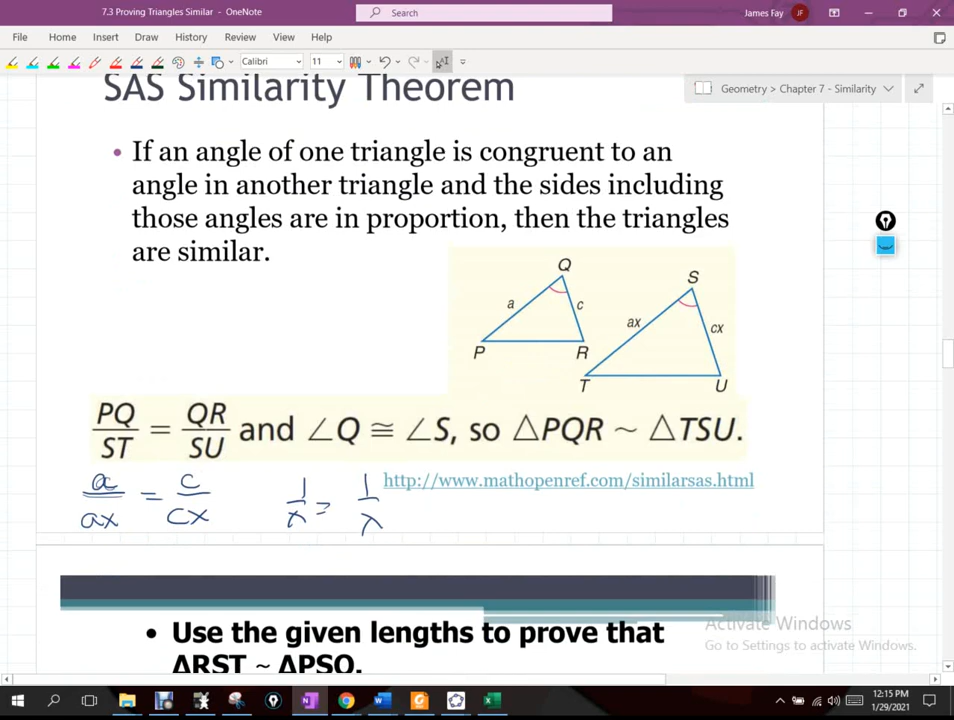 7.3 Proving Triangles Similar - OneNote
Search
James Fay
JF
File Home Insert Draw History Review View Help
Calibri 11
SAS Similarity Theorem
Geometry > Chapter 7 - Similarity
• If an angle of one triangle is congruent to an
angle in another triangle and the sides including
those angles are in proportion, then the triangles
are similar.
Q
S
a
c
ax
cx
P
R
T
U
PQ/ST = QR/SU and ∠Q ≅ ∠S, so △PQR ~ △TSU.
a/ax = c/cx 1/x = 1/x
http://www.mathopenref.com/similarsas.html
• Use the given lengths to prove that
ΔRST ~ ΔPSQ.
Activate Windows
Go to Settings to activate Windows.
12:15 PM
1/29/2021